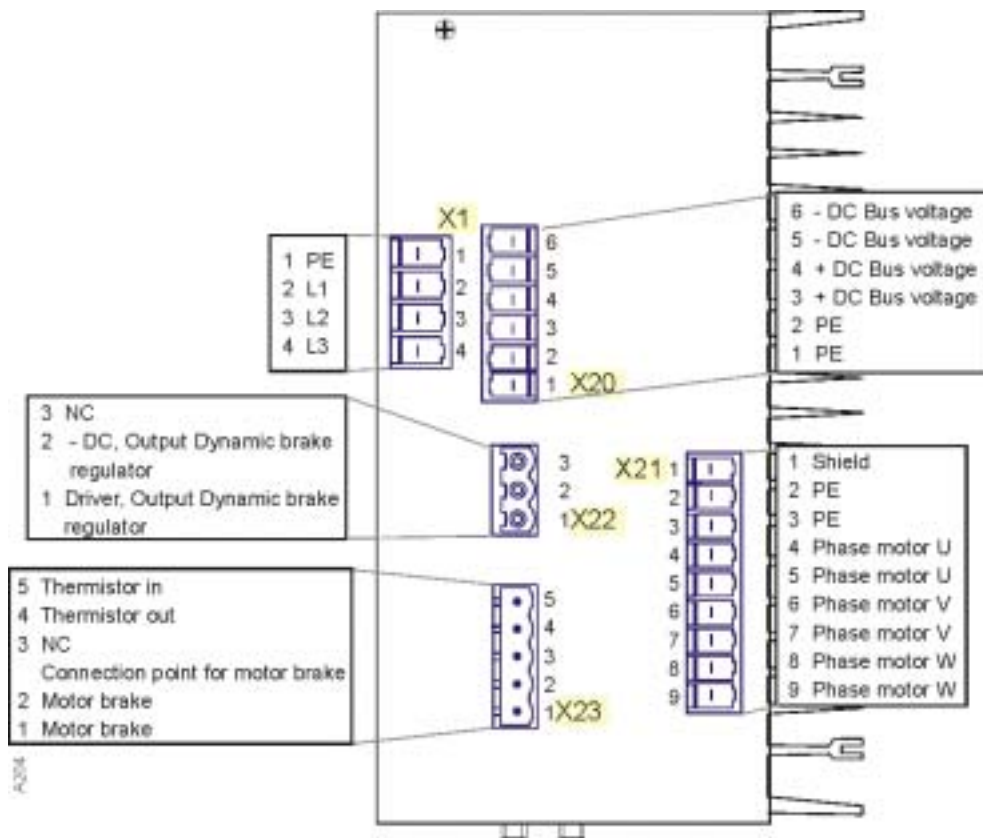 X1
1 PE
2 L1
3 L2
4 L3
1
2
3
4
6
5
4
3
2
1 X20
6 - DC Bus voltage
5 - DC Bus voltage
4 + DC Bus voltage
3 + DC Bus voltage
2 PE
1 PE
3 NC
2 - DC, Output Dynamic brake
regulator
1 Driver, Output Dynamic brake
regulator
3
2
1 X22
X21 1
2
3
4
5
6
7
8
9
1 Shield
2 PE
3 PE
4 Phase motor U
5 Phase motor U
6 Phase motor V
7 Phase motor V
8 Phase motor W
9 Phase motor W
5 Thermistor in
4 Thermistor out
3 NC
Connection point for motor brake
2 Motor brake
1 Motor brake
5
4
3
2
1 X23
A204